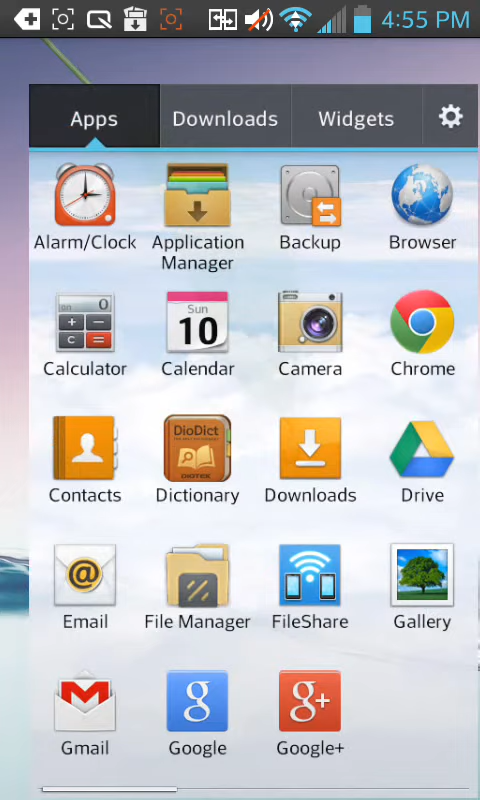 4:55 PM
Apps Downloads Widgets
Alarm/Clock Application Manager Backup Browser
0
Sun
10
Calculator Calendar Camera Chrome
DioDict
Contacts Dictionary Downloads Drive
@
Email File Manager FileShare Gallery
g g+
Gmail Google Google+